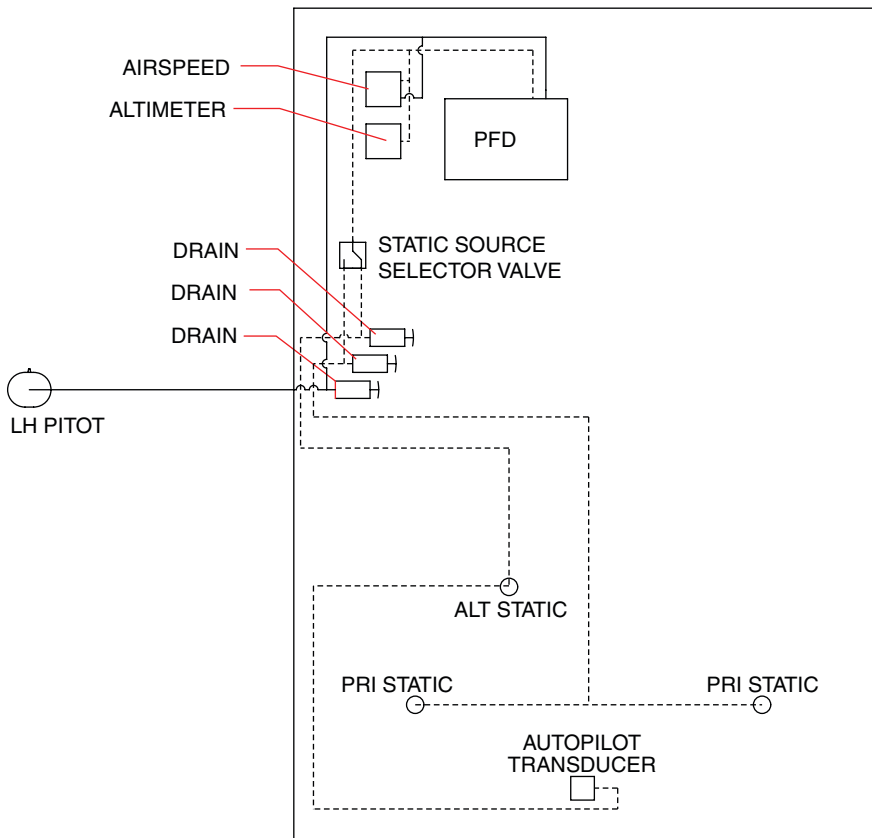 AIRSPEED
ALTIMETER
PFD
DRAIN
STATIC SOURCE
SELECTOR VALVE
DRAIN
DRAIN
LH PITOT
ALT STATIC
PRI STATIC
PRI STATIC
AUTOPILOT
TRANSDUCER